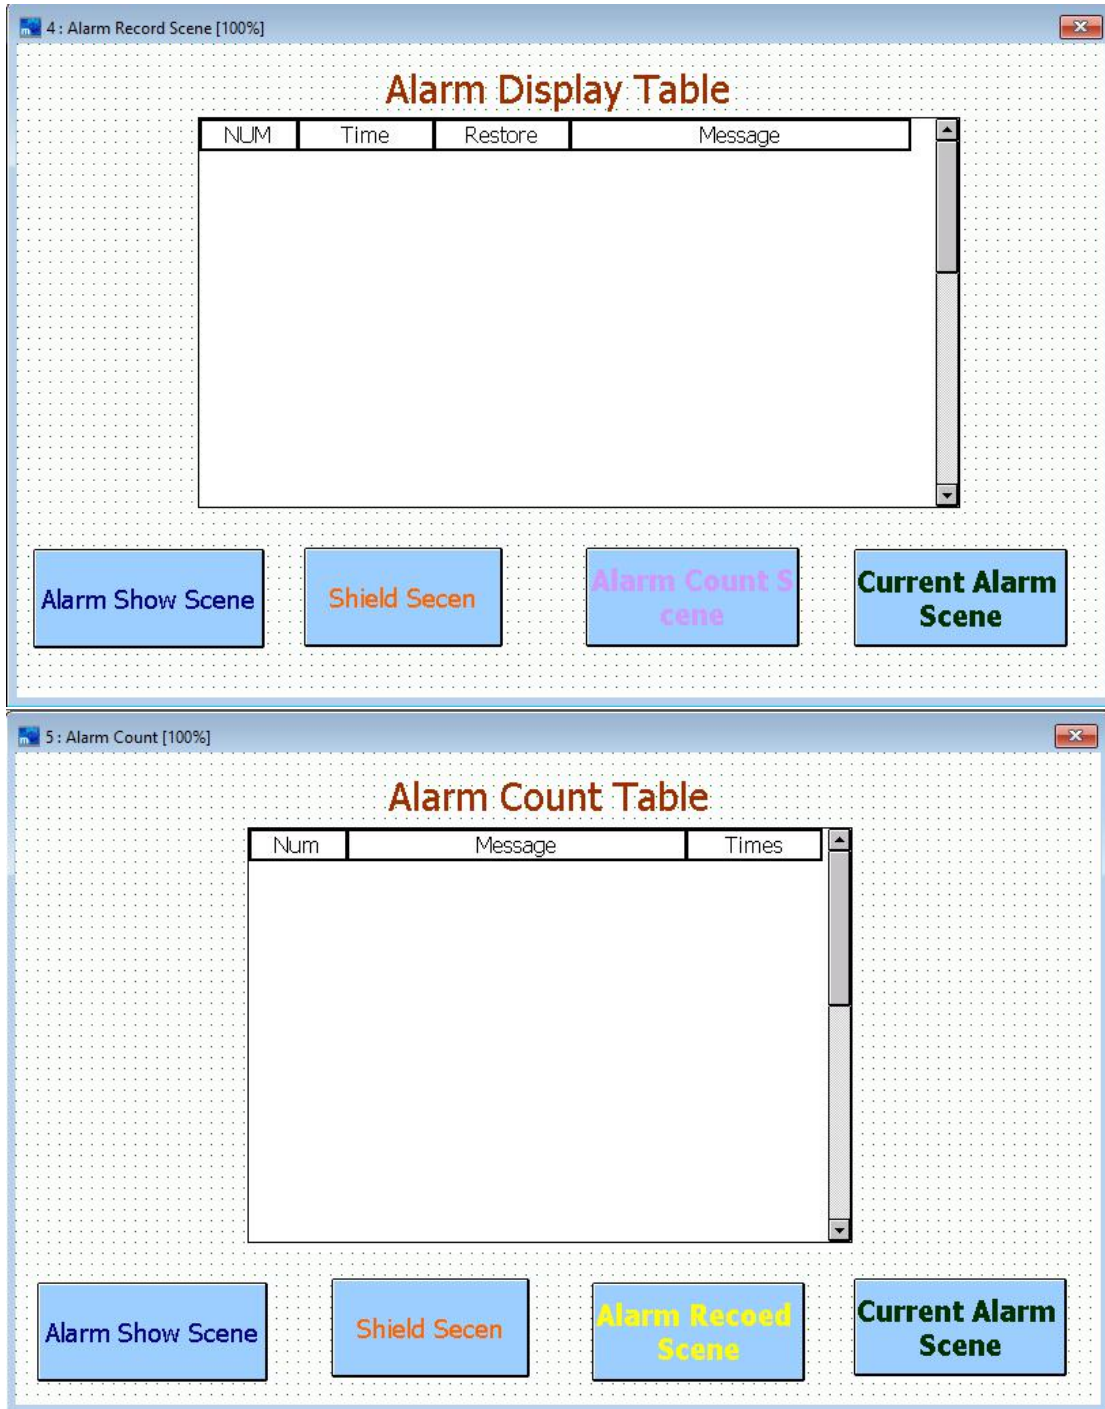 4 : Alarm Record Scene [100%]
Alarm Display Table
NUM Time Restore Message
Alarm Show Scene
Shield Secen
Alarm Count S
cene
Current Alarm
Scene
5 : Alarm Count [100%]
Alarm Count Table
Num Message Times
Alarm Show Scene
Shield Secen
Alarm Recoed
Scene
Current Alarm
Scene